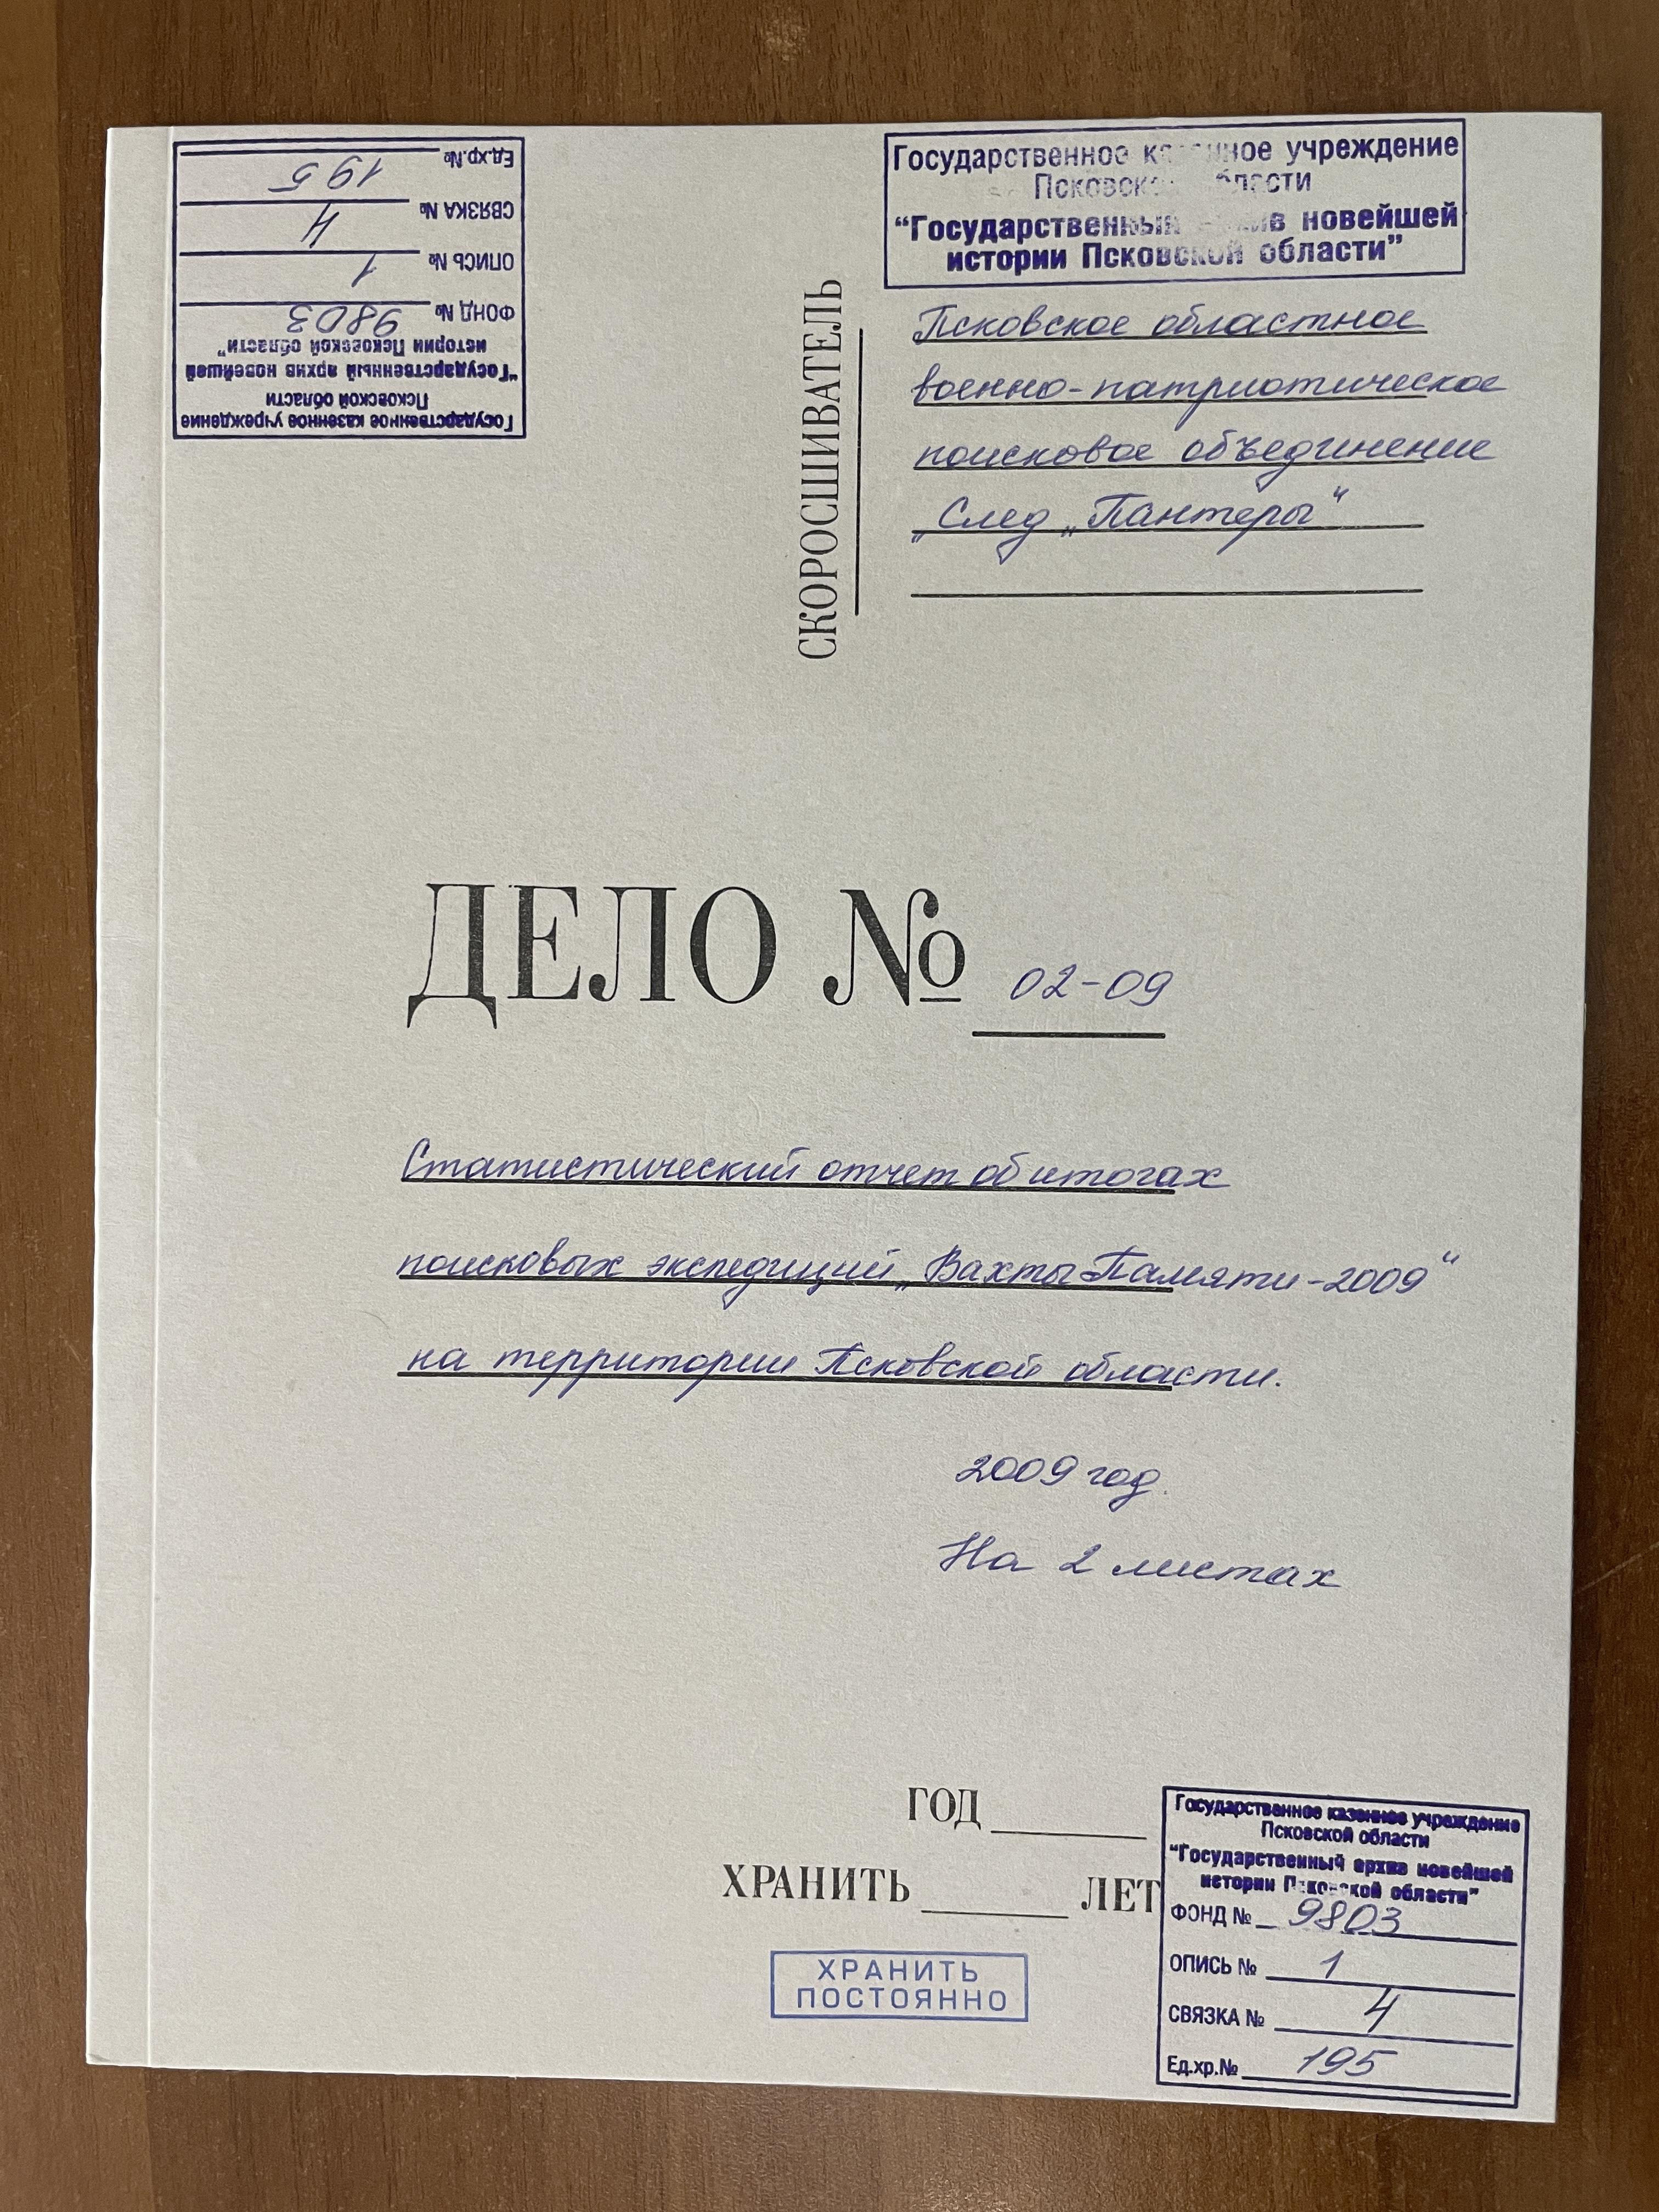 Государственное казенное учреждение
Псковской области
"Государственный архив новейшей
истории Псковской области"
ФОНД № 9803
ОПИСЬ № 1
СВЯЗКА № 4
Ед.хр.№ 195
Государственное казенное учреждение
Псковской области
"Государственный архив новейшей
истории Псковской области"
СКОРОСШИВАТЕЛЬ
Псковское областное
военно-патриотическое
поисковое объединение
„След „Пантеры“
ДЕЛО № 02-09
Статистический отчет об итогах
поисковых экспедиций „Вахты Памяти-2009“
на территории Псковской области.
2009 год.
На 2 листах
ГОД
ХРАНИТЬ ЛЕТ
ХРАНИТЬ
ПОСТОЯННО
Государственное казенное учреждение
Псковской области
"Государственный архив новейшей
истории Псковской области"
ФОНД № 9803
ОПИСЬ № 1
СВЯЗКА № 4
Ед.хр.№ 195